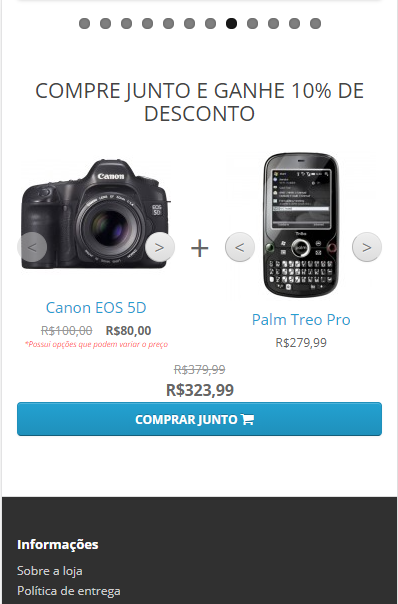 COMPRE JUNTO E GANHE 10% DE
DESCONTO
Canon
EOS
5D
< > + < >
palm
Treo
Canon EOS 5D
R$100,00 R$80,00
*Possui opções que podem variar o preço
Palm Treo Pro
R$279,99
R$379,99
R$323,99
COMPRAR JUNTO
Informações
Sobre a loja
Política de entrega